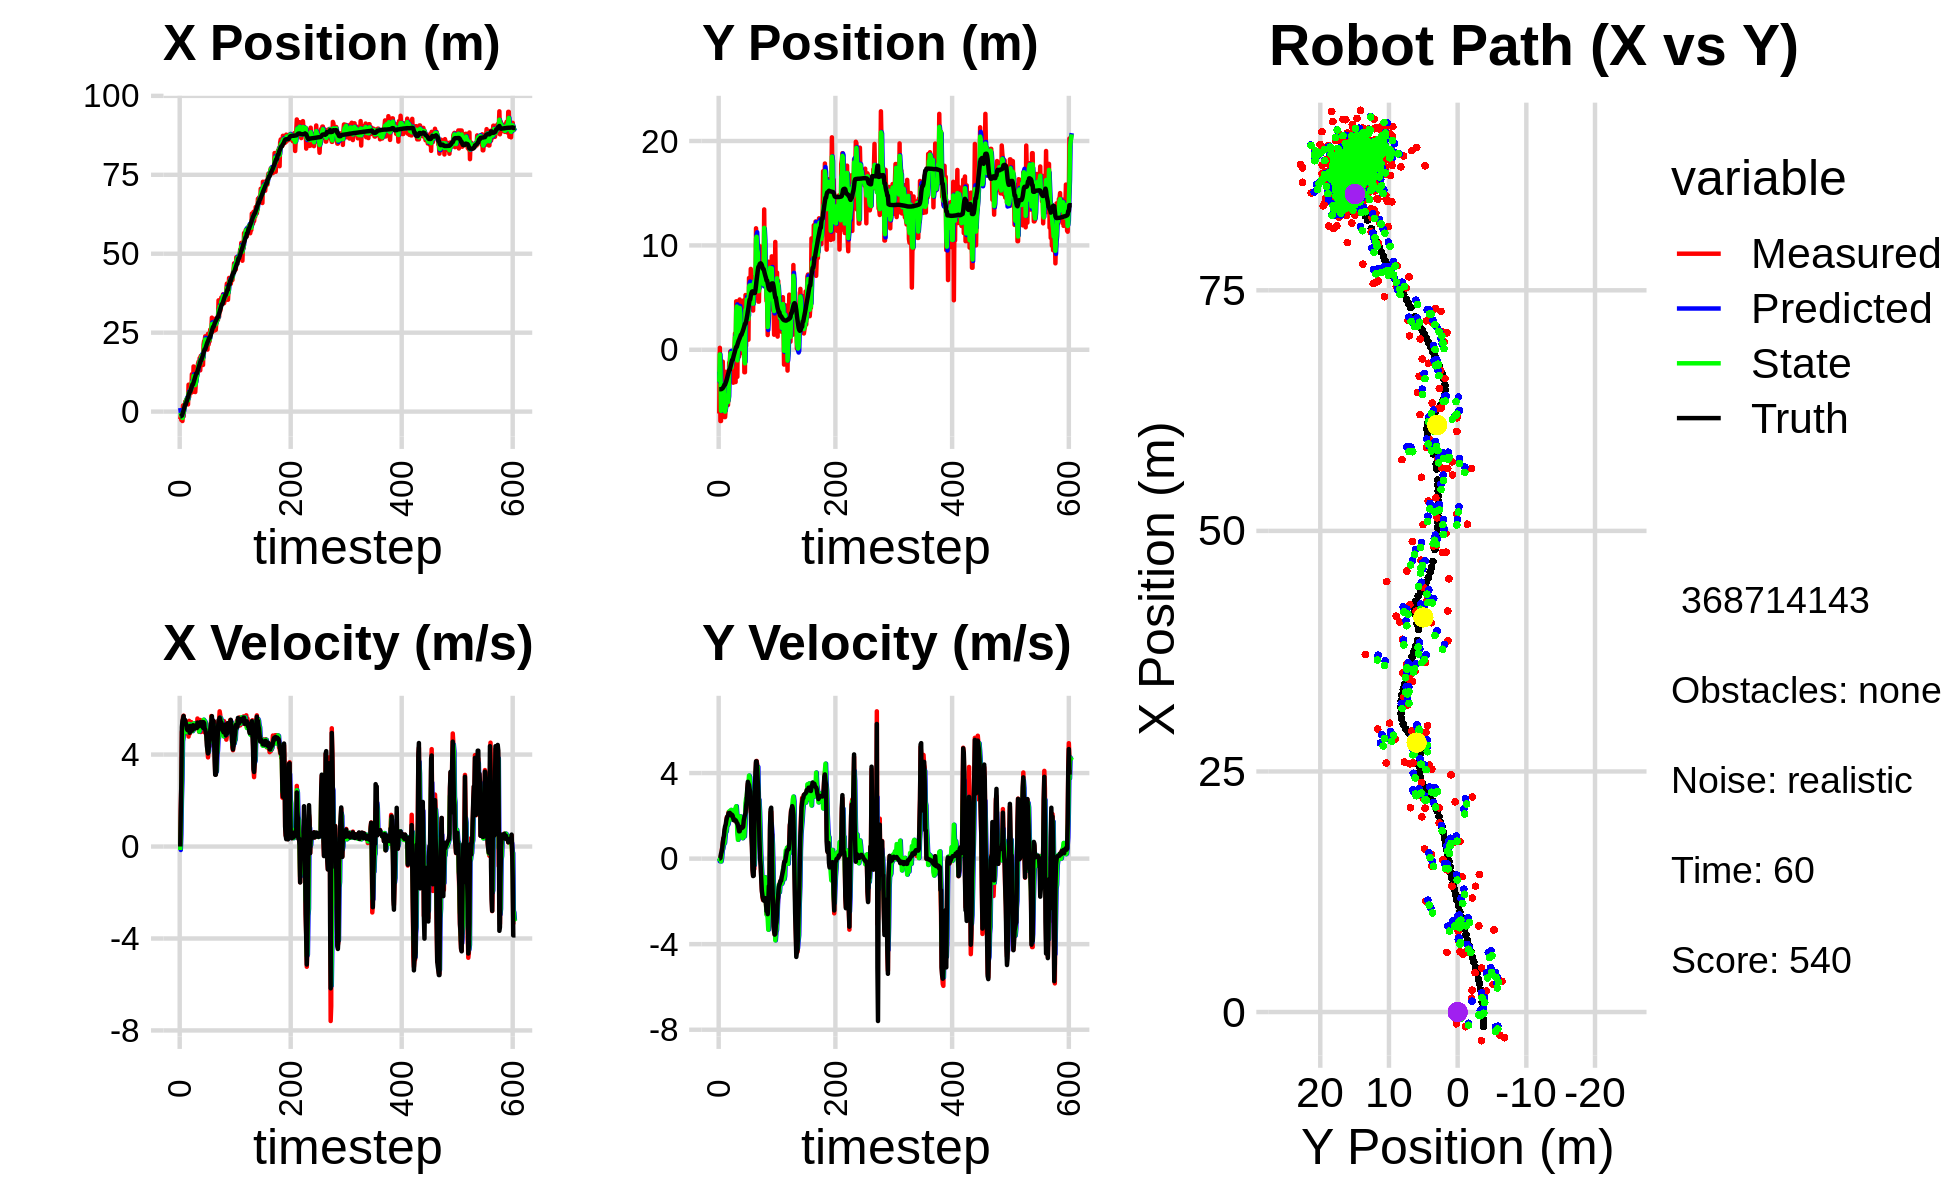 X Position (m)
100
75
50
25
0
0
200
400
600
timestep
Y Position (m)
20
10
0
0
200
400
600
timestep
X Velocity (m/s)
4
0
-4
-8
0
200
400
600
timestep
Y Velocity (m/s)
4
0
-4
-8
0
200
400
600
timestep
Robot Path (X vs Y)
X Position (m)
75
50
25
0
20 10 0 -10 -20
Y Position (m)
variable
Measured
Predicted
State
Truth
368714143
Obstacles: none
Noise: realistic
Time: 60
Score: 540